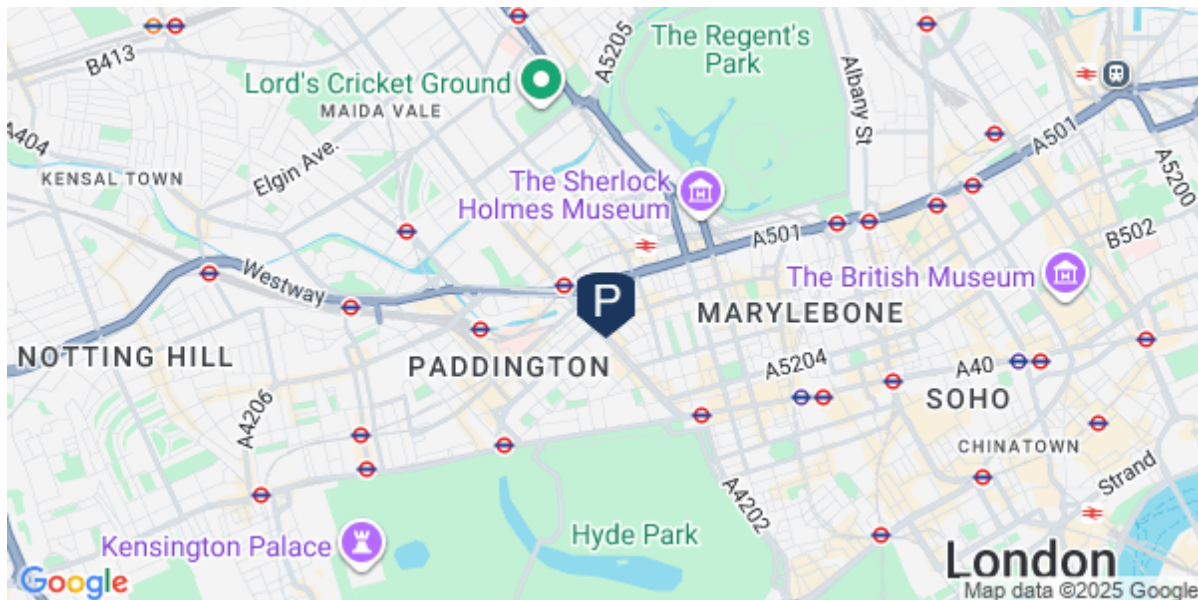 B413
A5205
The Regent's
Park
Lord's Cricket Ground
MAIDA VALE
Albany St
A501
A404
Elgin Ave.
KENSAL TOWN
The Sherlock
Holmes Museum
A5200
A501
B502
Westway
The British Museum
P
MARYLEBONE
NOTTING HILL
PADDINGTON
A5204
A40
SOHO
A4206
CHINATOWN
Strand
A4202
Hyde Park
Kensington Palace
London
Google
Map data ©2025 Google